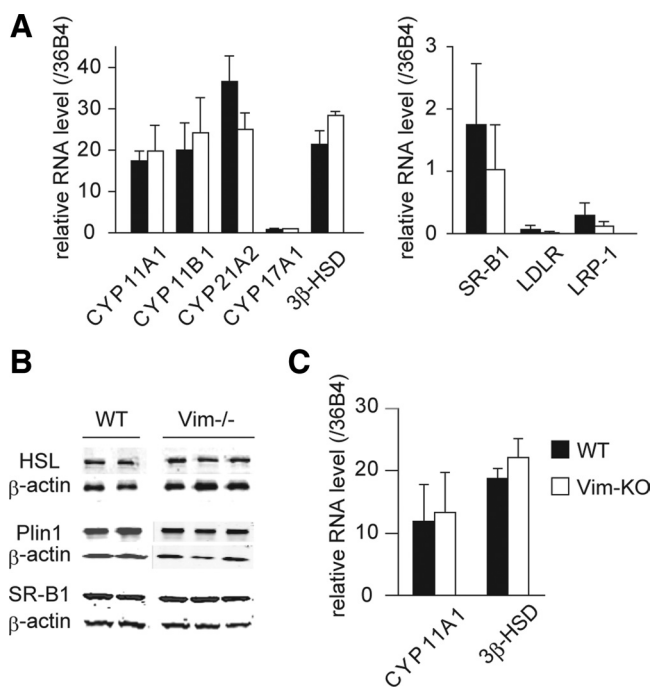 A
relative RNA level (/36B4)
40
30
20
10
0
CYP11A1
CYP11B1
CYP21A2
CYP17A1
3β-HSD
relative RNA level (/36B4)
3
2
1
0
SR-B1
LDLR
LRP-1
B
WT Vim-/-
HSL
β-actin
Plin1
β-actin
SR-B1
β-actin
C
relative RNA level (/36B4)
30
20
10
0
CYP11A1
3β-HSD
WT
Vim-KO